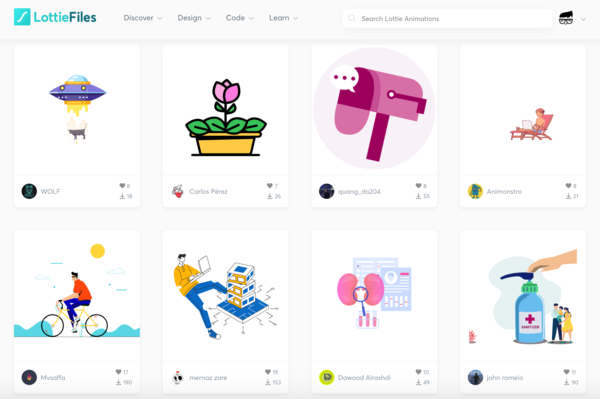 LottieFiles
Discover Design Code Learn
Search Lottie Animations
WOLF 8 18
Carlos Pérez 7 26
quang_do204 8 55
Animonstro 8 21
SANITIZER
Mvsaffa 17 190
mernaz zare 19 153
Dawood Alrashdi 10 49
john romeio 11 90